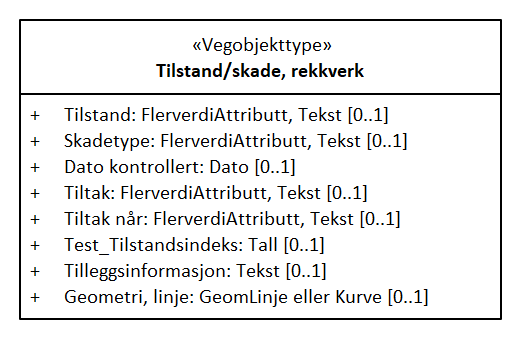 «Vegobjekttype»
Tilstand/skade, rekkverk
+ Tilstand: FlerverdiAttributt, Tekst [0..1]
+ Skadetype: FlerverdiAttributt, Tekst [0..1]
+ Dato kontrollert: Dato [0..1]
+ Tiltak: FlerverdiAttributt, Tekst [0..1]
+ Tiltak når: FlerverdiAttributt, Tekst [0..1]
+ Test_Tilstandsindeks: Tall [0..1]
+ Tilleggsinformasjon: Tekst [0..1]
+ Geometri, linje: GeomLinje eller Kurve [0..1]